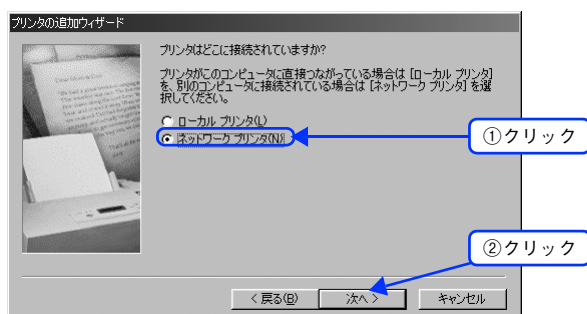 プリンタの追加ウィザード
プリンタはどこに接続されていますか?
プリンタがこのコンピュータに直接つながっている場合は [ローカル プリンタ]
を、別のコンピュータに接続されている場合は [ネットワーク プリンタ] を選
択してください。
ローカル プリンタ(L)
ネットワーク プリンタ(N)
①クリック
②クリック
< 戻る(B)
次へ >
キャンセル